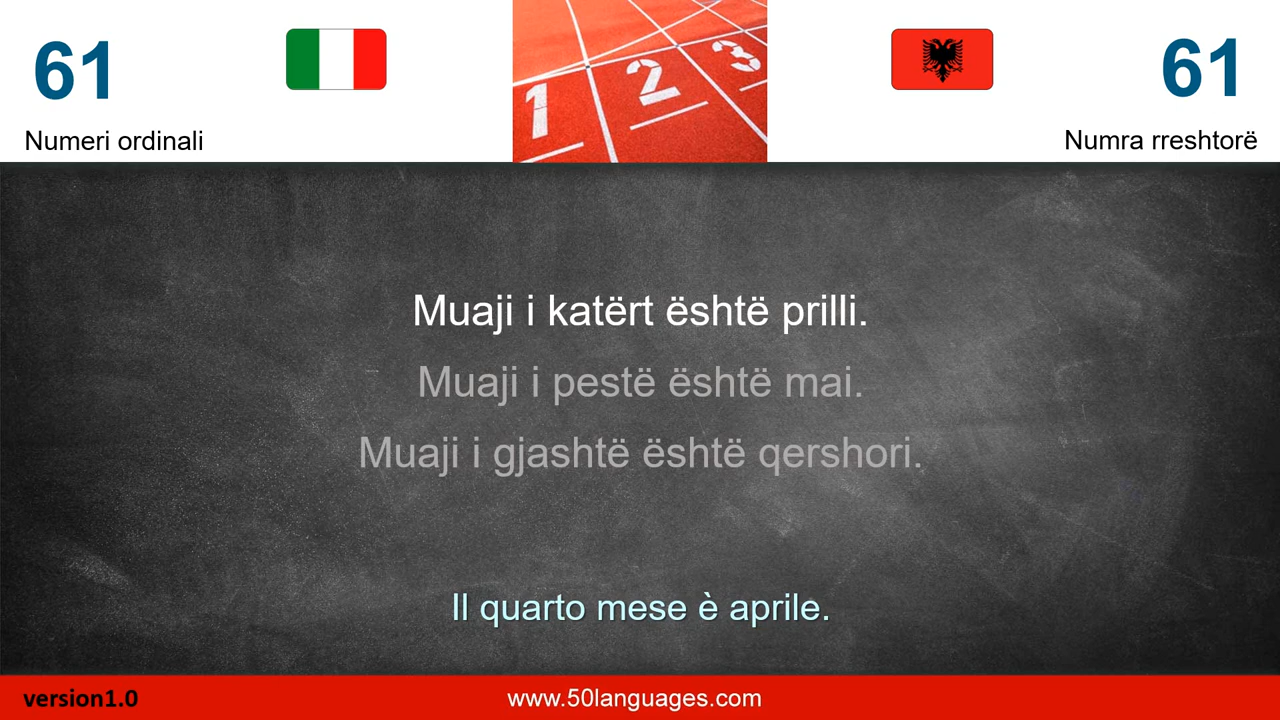 61
61
Numeri ordinali
Numra rreshtorë
1 2 3
Muaji i katërt është prilli.
Muaji i pestë është mai.
Muaji i gjashtë është qershori.
Il quarto mese è aprile.
version1.0
www.50languages.com